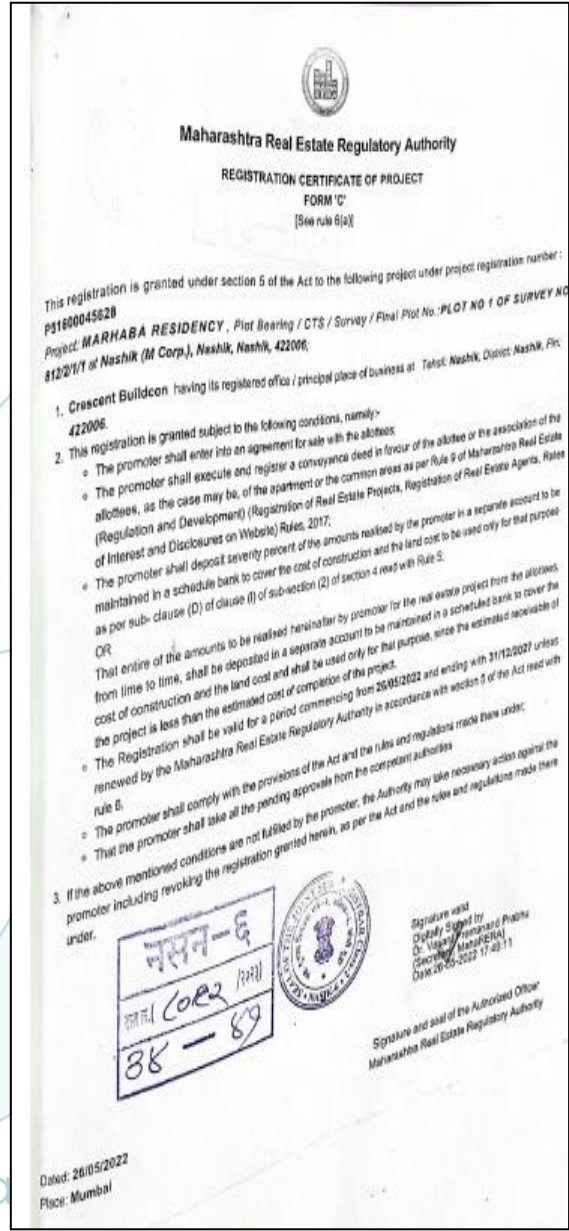 Maharashtra Real Estate Regulatory Authority
REGISTRATION CERTIFICATE OF PROJECT
FORM 'C'
[See rule 6(a)]
This registration is granted under section 5 of the Act to the following project under project registration number :
P51600045628
Project: MARHABA RESIDENCY , Plot Bearing / CTS / Survey / Final Plot No.:PLOT NO 1 OF SURVEY NO
812/2/1/1 at Nashik (M Corp.), Nashik, Nashik, 422006;
1. Crescent Buildcon having its registered office / principal place of business at Tehsil: Nashik, District: Nashik, Pin:
422006.
2. This registration is granted subject to the following conditions, namely:-
The promoter shall enter into an agreement for sale with the allottees;
The promoter shall execute and register a conveyance deed in favour of the allottee or the association of the
allottees, as the case may be, of the apartment or the common areas as per Rule 9 of Maharashtra Real Estate
(Regulation and Development) (Registration of Real Estate Projects, Registration of Real Estate Agents, Rates
of Interest and Disclosures on Website) Rules, 2017;
The promoter shall deposit seventy percent of the amounts realised by the promoter in a separate account to be
maintained in a schedule bank to cover the cost of construction and the land cost to be used only for that purpose
as per sub- clause (D) of clause (l) of sub-section (2) of section 4 read with Rule 5;
OR
That entire of the amounts to be realised hereinafter by promoter for the real estate project from the allottees,
from time to time, shall be deposited in a separate account to be maintained in a scheduled bank to cover the
cost of construction and the land cost and shall be used only for that purpose, since the estimated receivable of
the project is less than the estimated cost of completion of the project.
The Registration shall be valid for a period commencing from 26/05/2022 and ending with 31/12/2027 unless
renewed by the Maharashtra Real Estate Regulatory Authority in accordance with section 5 of the Act read with
rule 6.
The promoter shall comply with the provisions of the Act and the rules and regulations made there under;
That the promoter shall take all the pending approvals from the competent authorities
3. If the above mentioned conditions are not fulfilled by the promoter, the Authority may take necessary action against the
promoter including revoking the registration granted herein, as per the Act and the rules and regulations made there
under.
नसन-६
३४ — ४७
Signature valid
Digitally Signed by
Dr. Vasant Premanand Prabhu
(Secretary, MahaRERA)
Date:26-05-2022 17:49:11
Signature and seal of the Authorized Officer
Maharashtra Real Estate Regulatory Authority
Dated: 26/05/2022
Place: Mumbai